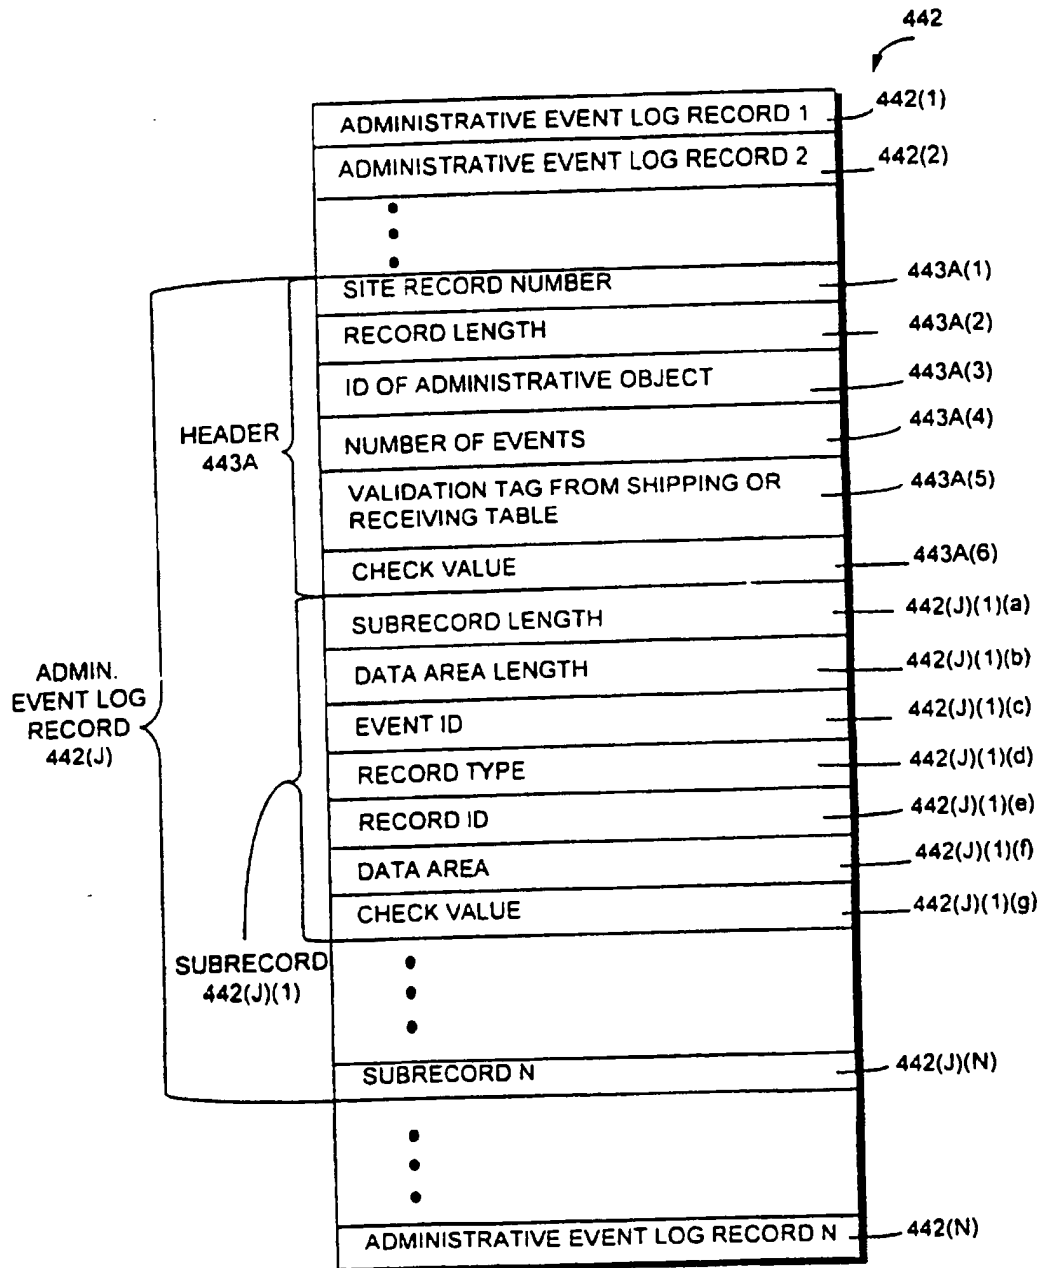 442
ADMINISTRATIVE EVENT LOG RECORD 1
442(1)
ADMINISTRATIVE EVENT LOG RECORD 2
442(2)
SITE RECORD NUMBER
443A(1)
RECORD LENGTH
443A(2)
ID OF ADMINISTRATIVE OBJECT
443A(3)
HEADER
443A
NUMBER OF EVENTS
443A(4)
VALIDATION TAG FROM SHIPPING OR
RECEIVING TABLE
443A(5)
CHECK VALUE
443A(6)
SUBRECORD LENGTH
442(J)(1)(a)
DATA AREA LENGTH
442(J)(1)(b)
ADMIN.
EVENT LOG
RECORD
442(J)
EVENT ID
442(J)(1)(c)
RECORD TYPE
442(J)(1)(d)
RECORD ID
442(J)(1)(e)
DATA AREA
442(J)(1)(f)
CHECK VALUE
442(J)(1)(g)
SUBRECORD
442(J)(1)
SUBRECORD N
442(J)(N)
ADMINISTRATIVE EVENT LOG RECORD N
442(N)